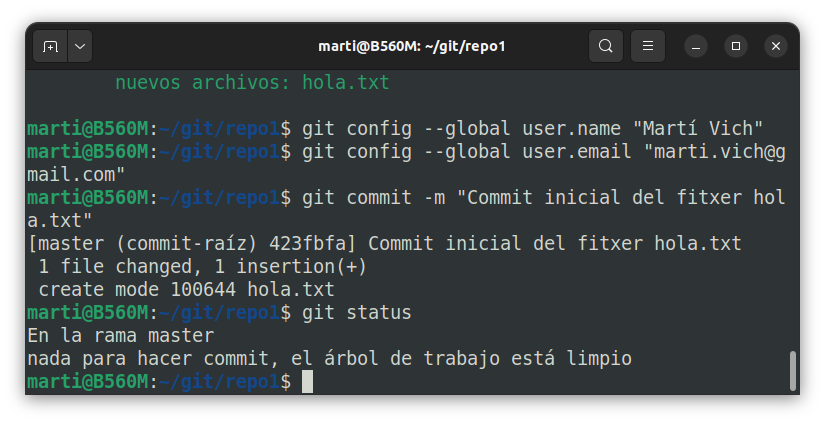 marti@B560M: ~/git/repo1
nuevos archivos: hola.txt
marti@B560M:~/git/repo1$ git config --global user.name "Martí Vich"
marti@B560M:~/git/repo1$ git config --global user.email "marti.vich@g
mail.com"
marti@B560M:~/git/repo1$ git commit -m "Commit inicial del fitxer hol
a.txt"
[master (commit-raíz) 423fbfa] Commit inicial del fitxer hola.txt
 1 file changed, 1 insertion(+)
 create mode 100644 hola.txt
marti@B560M:~/git/repo1$ git status
En la rama master
nada para hacer commit, el árbol de trabajo está limpio
marti@B560M:~/git/repo1$